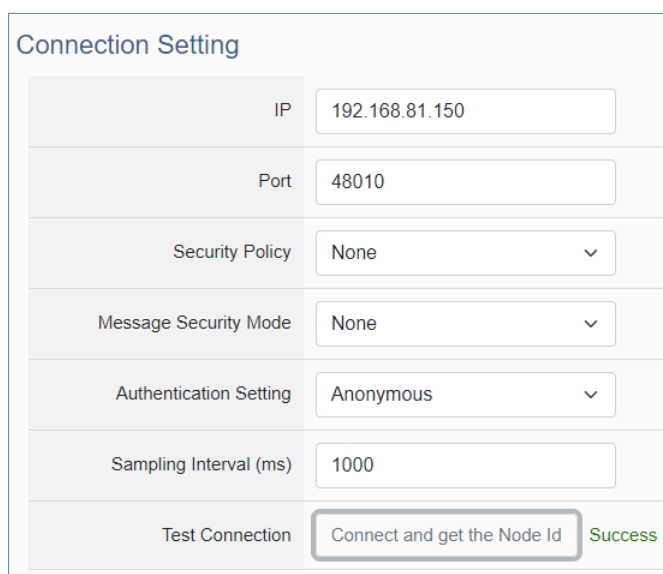 Connection Setting
IP 192.168.81.150
Port 48010
Security Policy None
Message Security Mode None
Authentication Setting Anonymous
Sampling Interval (ms) 1000
Test Connection Connect and get the Node Id Success